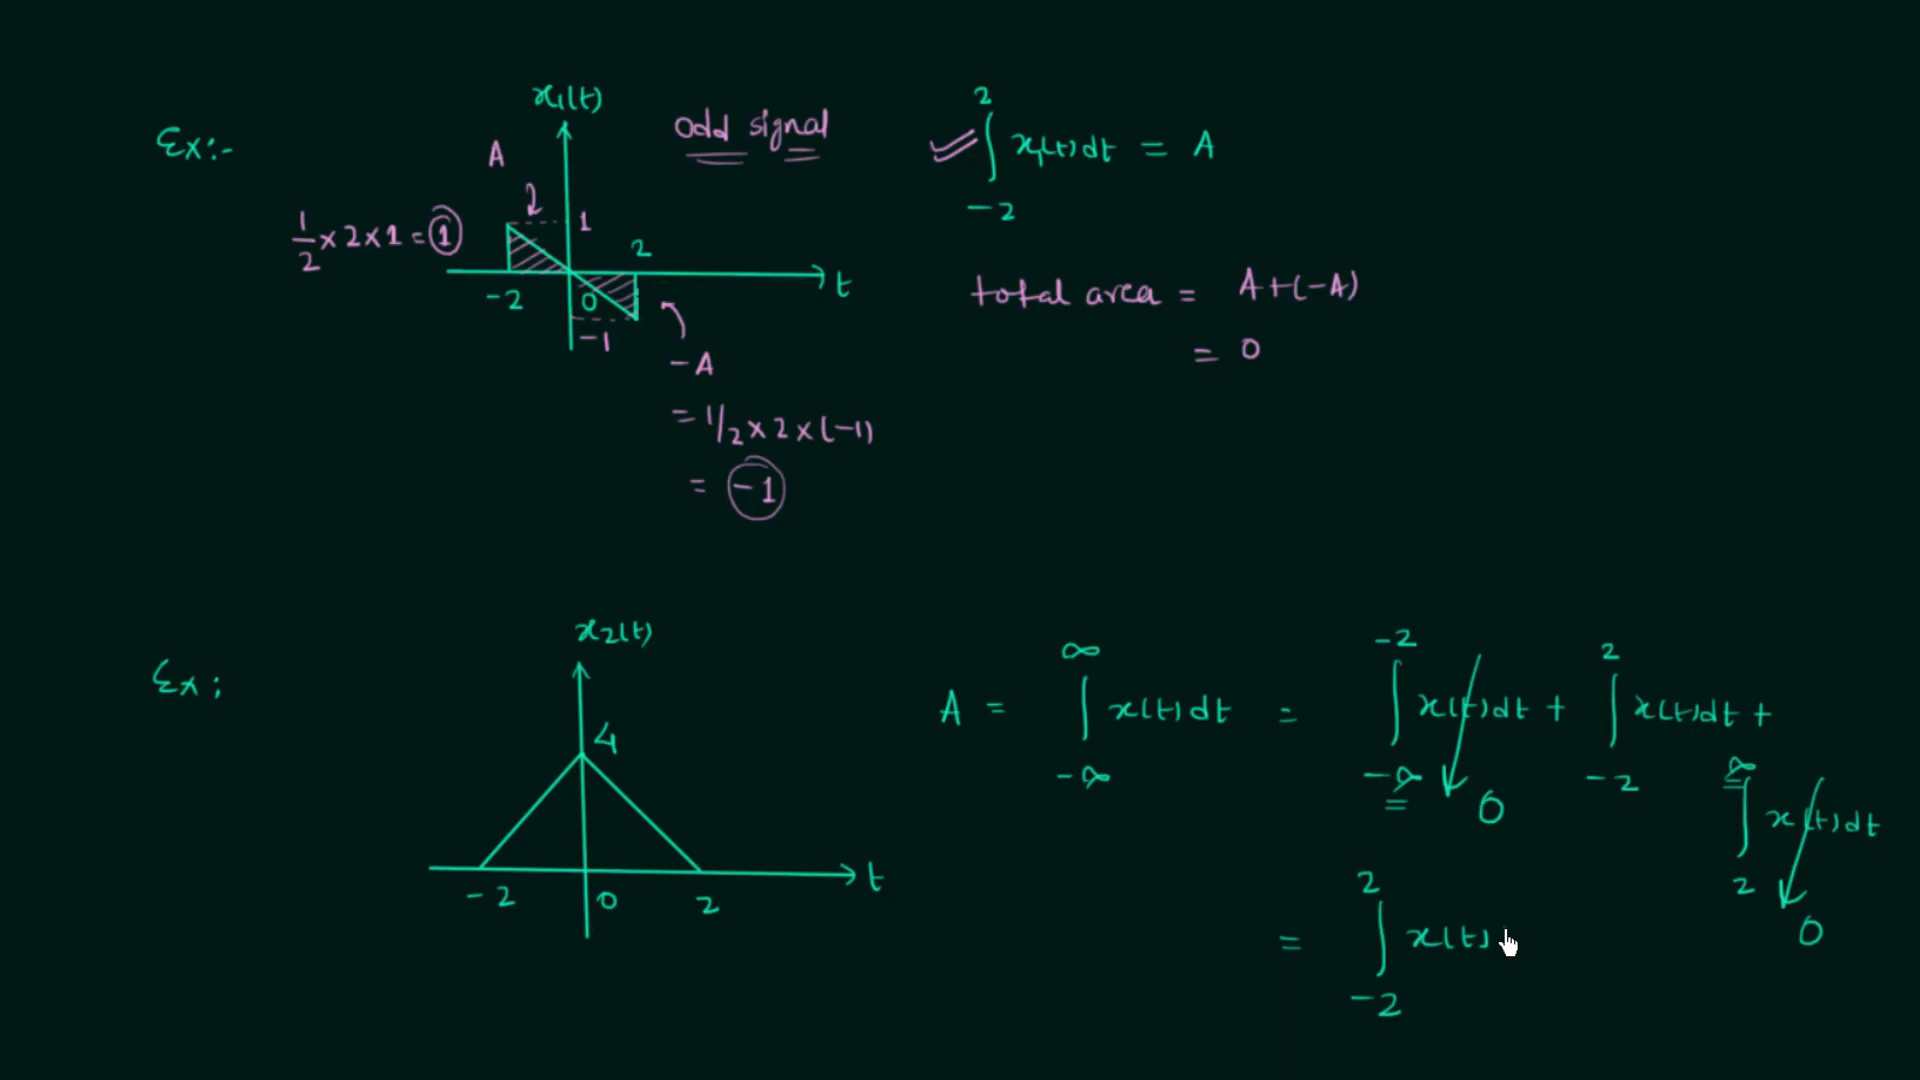 Ex:-
x₁(t)
A
odd signal
2
1
1/2 × 2 × 1 = 1
2
-2
0
t
-1
-A
= 1/2 × 2 × (-1)
= -1
∫_{-2}^{2} x₁(t) dt = A
total area = A+(-A)
= 0
Ex:
x₂(t)
4
-2
0
2
t
A = ∫_{-∞}^{∞} x(t) dt = ∫_{-∞}^{-2} x(t) dt + ∫_{-2}^{2} x(t) dt +
0
∫_{2}^{∞} x(t) dt
0
= ∫_{-2}^{2} x(t)